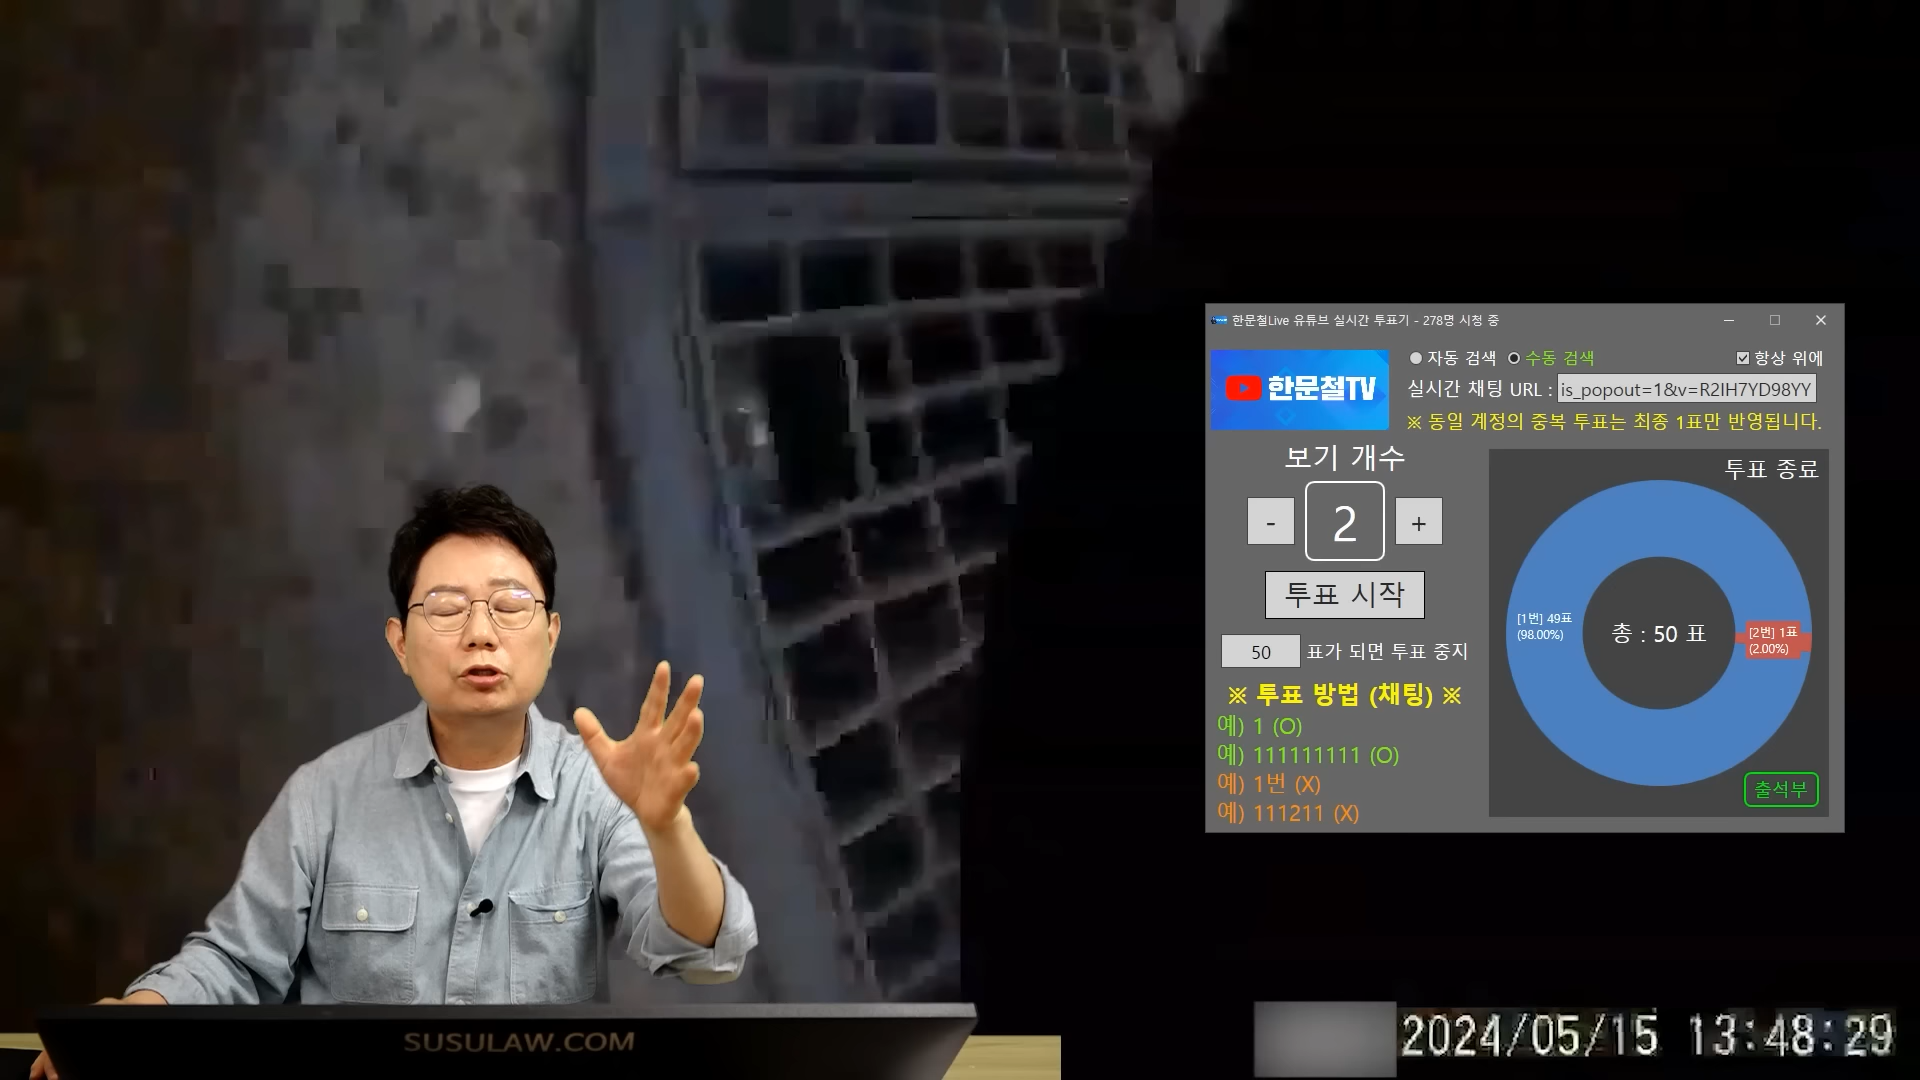 한문철Live 유튜브 실시간 투표기 - 278명 시청 중
한문철TV
자동 검색 수동 검색 항상 위에
실시간 채팅 URL : is_popout=1&v=R2IH7YD98YY
※ 동일 계정의 중복 투표는 최종 1표만 반영됩니다.
보기 개수
- 2 +
투표 시작
50 표가 되면 투표 중지
※ 투표 방법 (채팅) ※
예) 1 (O)
예) 111111111 (O)
예) 1번 (X)
예) 111211 (X)
투표 종료
[1번] 49표
(98.00%)
총 : 50 표
[2번] 1표
(2.00%)
출석부
SUSULAW.COM
2024/05/15 13:48:29